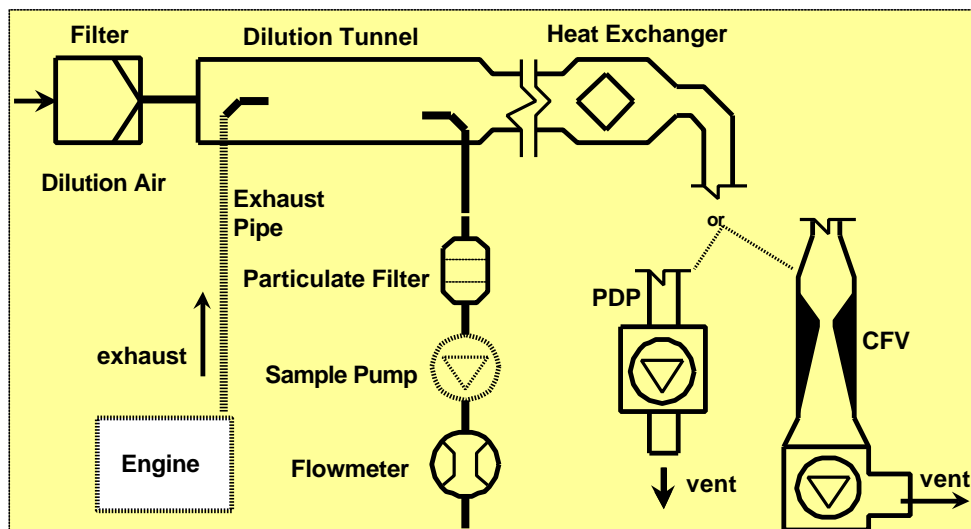 Filter
Dilution Tunnel
Heat Exchanger
Dilution Air
Exhaust
Pipe
or
Particulate Filter
PDP
exhaust
Sample Pump
CFV
Engine
Flowmeter
vent
vent